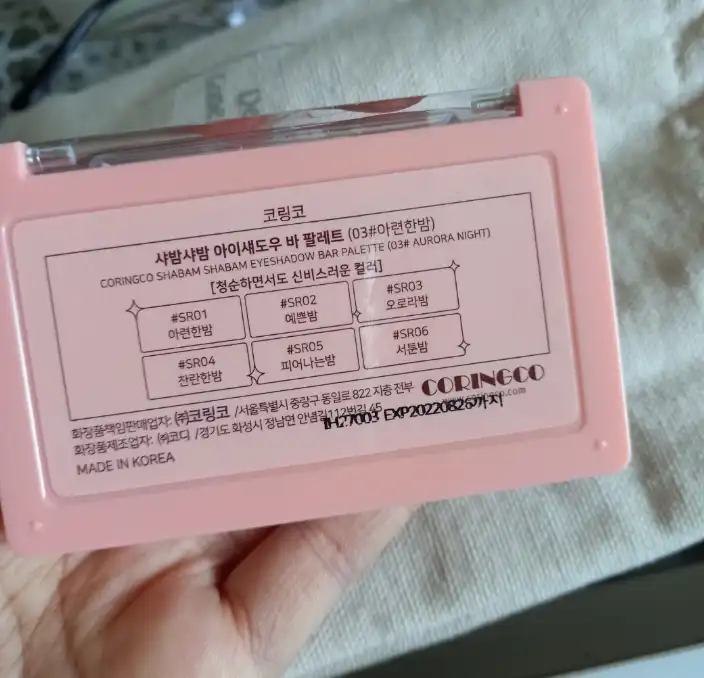 코링코
샤밤샤밤 아이섀도우 바 팔레트 (03#아련한밤)
CORINGCO SHABAM SHABAM EYESHADOW BAR PALETTE (03# AURORA NIGHT)
[청순하면서도 신비스러운 컬러]
#SR01
아련한밤
#SR02
예쁜밤
#SR03
오로라밤
#SR04
찬란한밤
#SR05
피어나는밤
#SR06
서툰밤
화장품책임판매업자: ㈜코링코 /서울특별시 중랑구 동일로 822 지층 전부
CORINGCO
화장품제조업자: ㈜코디 /경기도 화성시 정남면 안녕길112번길 45
EXP20220826까지
MADE IN KOREA